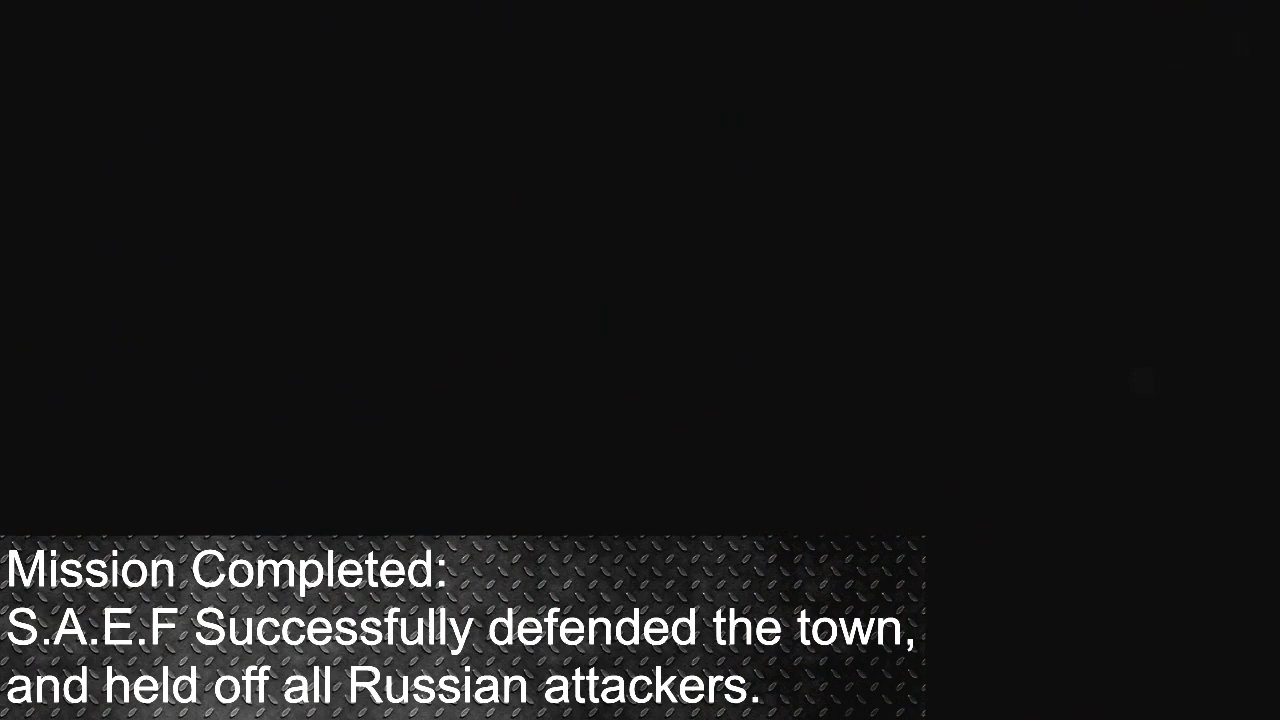 Mission Completed:
S.A.E.F Successfully defended the town,
and held off all Russian attackers.